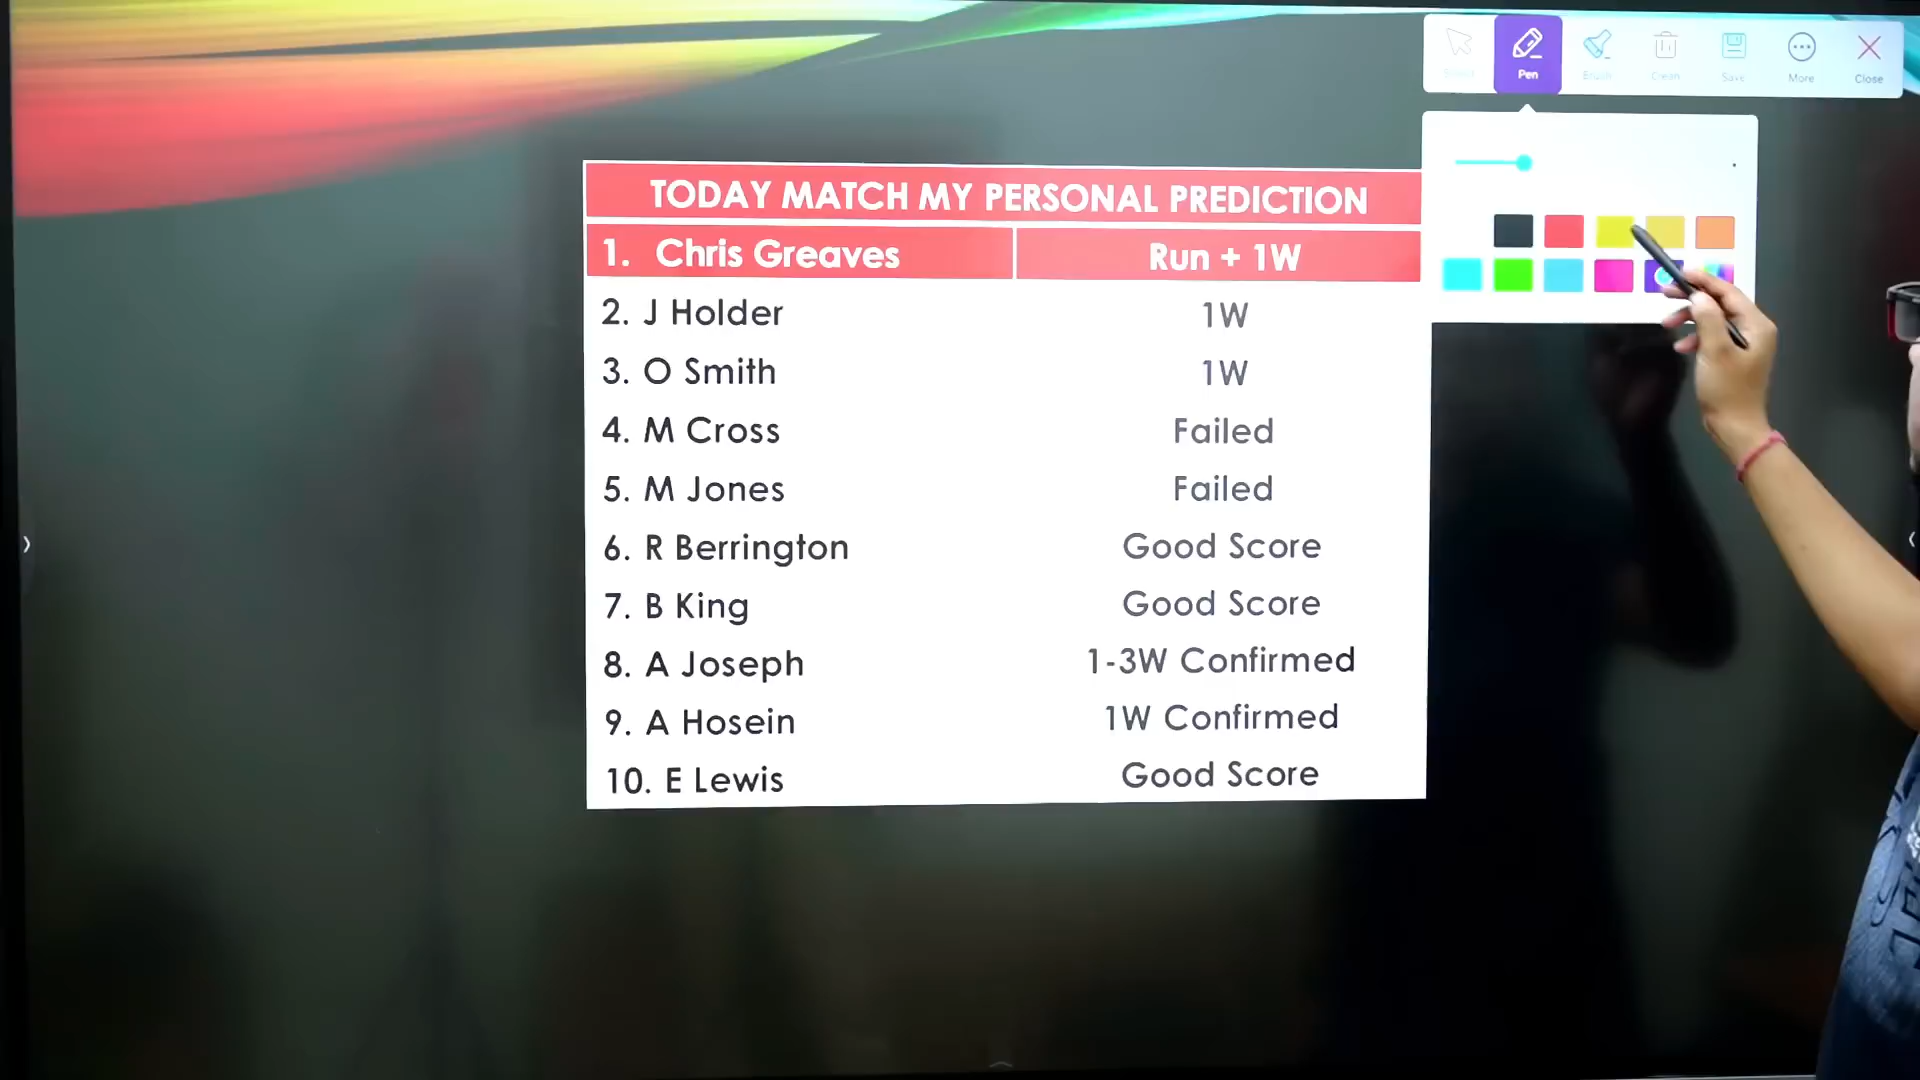 Pen
Clean
Save
More
Close
TODAY MATCH MY PERSONAL PREDICTION
1. Chris Greaves Run + 1W
2. J Holder 1W
3. O Smith 1W
4. M Cross Failed
5. M Jones Failed
6. R Berrington Good Score
7. B King Good Score
8. A Joseph 1-3W Confirmed
9. A Hosein 1W Confirmed
10. E Lewis Good Score